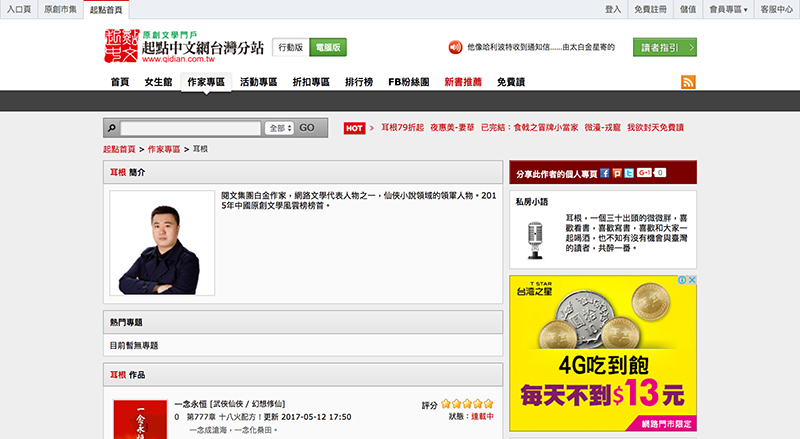 入口頁 原創市集 起點首頁 登入 免費註冊 儲值 會員專區▾ 客服中心
原創文學門戶
起點中文網台灣分站
www.qidian.com.tw
行動版 電腦版
他像哈利波特收到通知信......由太白金星寄的
讀者指引
首頁 女生館 作家專區 活動專區 折扣專區 排行榜 FB粉絲團 新書推薦 免費讀
全部 GO
HOT » 耳根79折起 夜惠美-妻華 已完結：食戟之冒牌小當家 微漫-戎寵 我欲封天免費讀
起點首頁 > 作家專區 > 耳根
耳根 簡介
閱文集團白金作家，網路文學代表人物之一，仙俠小說領域的領軍人物。201
5年中國原創文學風雲榜榜首。
分享此作者的個人專頁 G+1 0
私房小語
耳根，一個三十出頭的微微胖，喜
歡看書，喜歡寫書，喜歡和大家一
起喝酒，也不知有沒有機會與臺灣
的讀者，共醉一番。
熱門專題
目前暫無專題
耳根 作品
一念永恒 [武俠仙俠 / 幻想修仙]
0 第777章 十八火配方！更新 2017-05-12 17:50
一念成滄海，一念化桑田。
評分
狀態：連載中
一念永
T STAR
台灣之星
4G吃到飽
每天不到$13元
網路門市限定